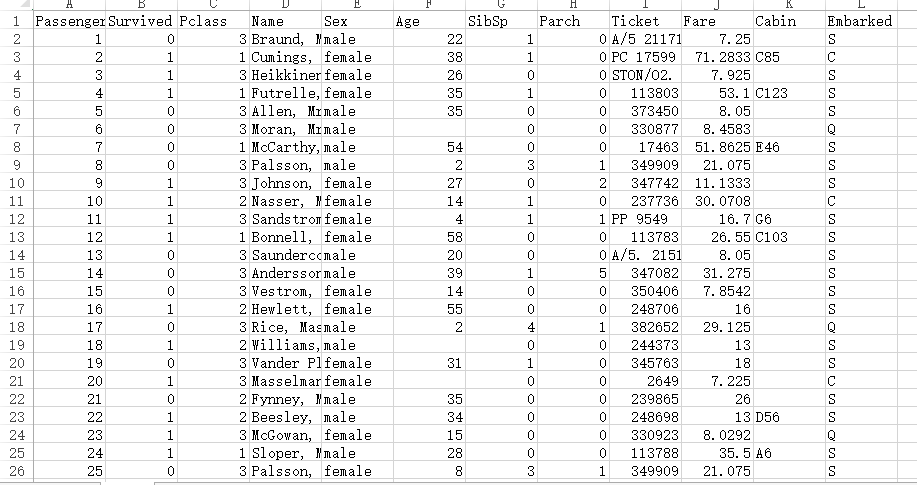 A B C D E F G H I J K L
1 Passenger Survived Pclass Name Sex Age SibSp Parch Ticket Fare Cabin Embarked
2 1 0 3 Braund, M male 22 1 0 A/5 21171 7.25 S
3 2 1 1 Cumings, female 38 1 0 PC 17599 71.2833 C85 C
4 3 1 3 Heikkinen female 26 0 0 STON/O2. 7.925 S
5 4 1 1 Futrelle, female 35 1 0 113803 53.1 C123 S
6 5 0 3 Allen, Mr male 35 0 0 373450 8.05 S
7 6 0 3 Moran, Mr male 0 0 330877 8.4583 Q
8 7 0 1 McCarthy, male 54 0 0 17463 51.8625 E46 S
9 8 0 3 Palsson, male 2 3 1 349909 21.075 S
10 9 1 3 Johnson, female 27 0 2 347742 11.1333 S
11 10 1 2 Nasser, M female 14 1 0 237736 30.0708 C
12 11 1 3 Sandstrom female 4 1 1 PP 9549 16.7 G6 S
13 12 1 1 Bonnell, female 58 0 0 113783 26.55 C103 S
14 13 0 3 Saunderco male 20 0 0 A/5. 2151 8.05 S
15 14 0 3 Andersson male 39 1 5 347082 31.275 S
16 15 0 3 Vestrom, female 14 0 0 350406 7.8542 S
17 16 1 2 Hewlett, female 55 0 0 248706 16 S
18 17 0 3 Rice, Mas male 2 4 1 382652 29.125 Q
19 18 1 2 Williams, male 0 0 244373 13 S
20 19 0 3 Vander Pl female 31 1 0 345763 18 S
21 20 1 3 Masselman female 0 0 2649 7.225 C
22 21 0 2 Fynney, M male 35 0 0 239865 26 S
23 22 1 2 Beesley, male 34 0 0 248698 13 D56 S
24 23 1 3 McGowan, female 15 0 0 330923 8.0292 Q
25 24 1 1 Sloper, M male 28 0 0 113788 35.5 A6 S
26 25 0 3 Palsson, female 8 3 1 349909 21.075 S